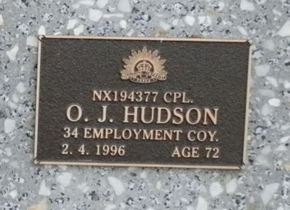 NX194377 CPL.
O. J. HUDSON
34 EMPLOYMENT COY.
2. 4. 1996 AGE 72